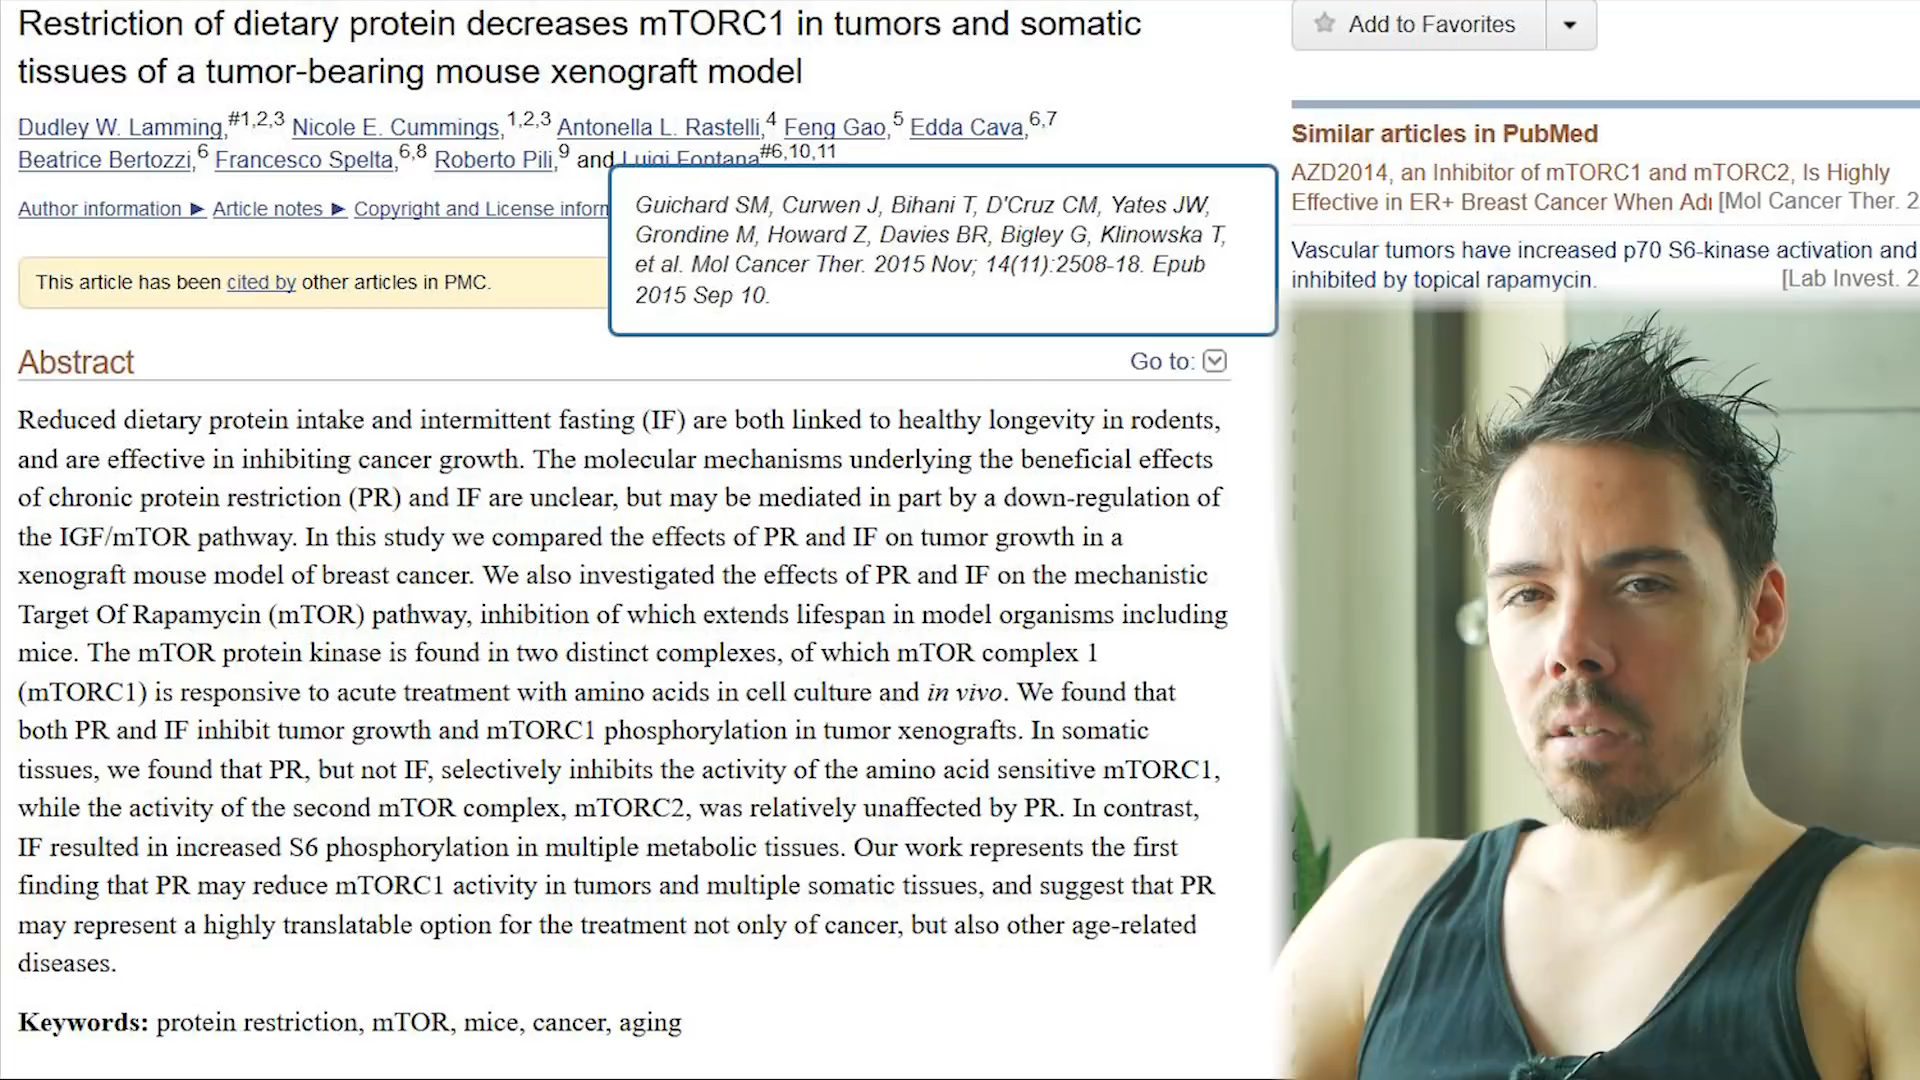 Restriction of dietary protein decreases mTORC1 in tumors and somatic
tissues of a tumor-bearing mouse xenograft model
Dudley W. Lamming,#1,2,3 Nicole E. Cummings,1,2,3 Antonella L. Rastelli,4 Feng Gao,5 Edda Cava,6,7
Beatrice Bertozzi,6 Francesco Spelta,6,8 Roberto Pili,9 and Luigi Fontana#6,10,11
Author information ► Article notes ► Copyright and License inform
This article has been cited by other articles in PMC.
Guichard SM, Curwen J, Bihani T, D'Cruz CM, Yates JW,
Grondine M, Howard Z, Davies BR, Bigley G, Klinowska T,
et al. Mol Cancer Ther. 2015 Nov; 14(11):2508-18. Epub
2015 Sep 10.
Abstract
Go to:
Reduced dietary protein intake and intermittent fasting (IF) are both linked to healthy longevity in rodents,
and are effective in inhibiting cancer growth. The molecular mechanisms underlying the beneficial effects
of chronic protein restriction (PR) and IF are unclear, but may be mediated in part by a down-regulation of
the IGF/mTOR pathway. In this study we compared the effects of PR and IF on tumor growth in a
xenograft mouse model of breast cancer. We also investigated the effects of PR and IF on the mechanistic
Target Of Rapamycin (mTOR) pathway, inhibition of which extends lifespan in model organisms including
mice. The mTOR protein kinase is found in two distinct complexes, of which mTOR complex 1
(mTORC1) is responsive to acute treatment with amino acids in cell culture and in vivo. We found that
both PR and IF inhibit tumor growth and mTORC1 phosphorylation in tumor xenografts. In somatic
tissues, we found that PR, but not IF, selectively inhibits the activity of the amino acid sensitive mTORC1,
while the activity of the second mTOR complex, mTORC2, was relatively unaffected by PR. In contrast,
IF resulted in increased S6 phosphorylation in multiple metabolic tissues. Our work represents the first
finding that PR may reduce mTORC1 activity in tumors and multiple somatic tissues, and suggest that PR
may represent a highly translatable option for the treatment not only of cancer, but also other age-related
diseases.
Keywords: protein restriction, mTOR, mice, cancer, aging
Add to Favorites
Similar articles in PubMed
AZD2014, an Inhibitor of mTORC1 and mTORC2, Is Highly
Effective in ER+ Breast Cancer When Adı [Mol Cancer Ther. 2
Vascular tumors have increased p70 S6-kinase activation and
inhibited by topical rapamycin. [Lab Invest. 2